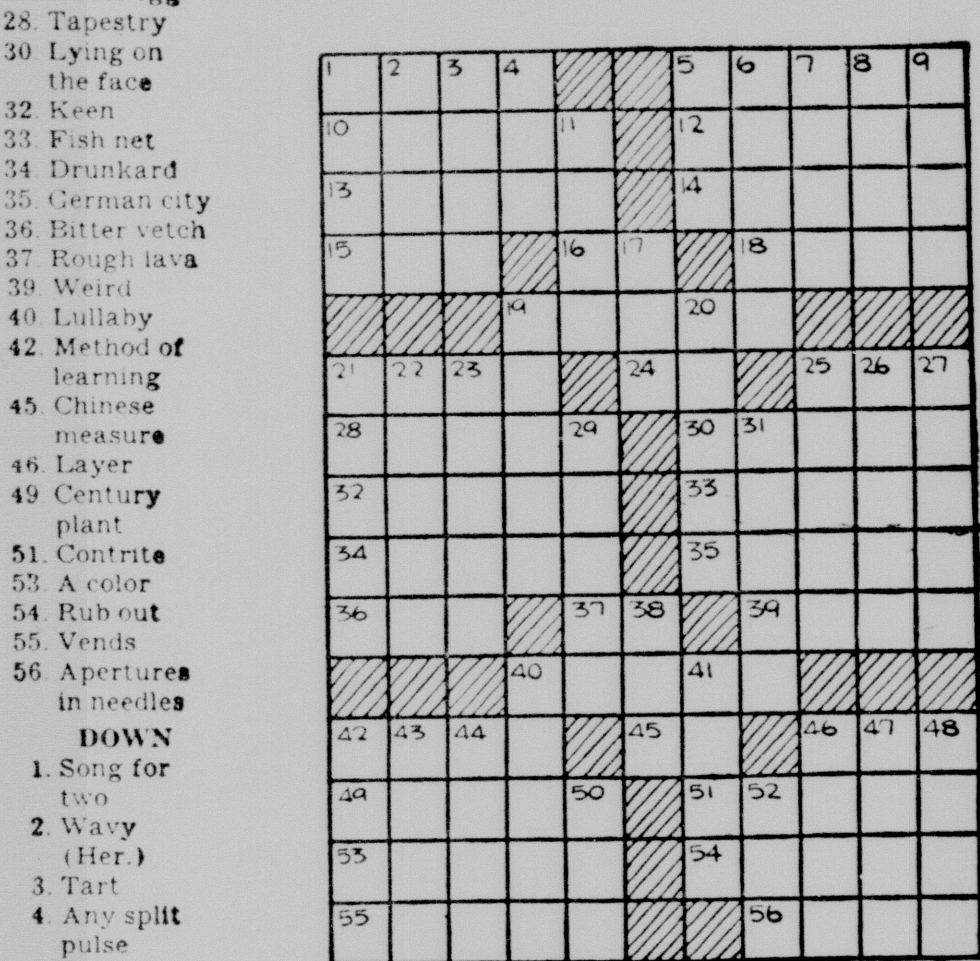 28. Tapestry
30 Lying on
the face
32. Keen
33. Fish net
34. Drunkard
35. German city
36. Bitter vetch
37. Rough lava
39. Weird
40. Lullaby
42. Method of
learning
45. Chinese
measure
46. Layer
49. Century
plant
51. Contrite
53. A color
54. Rub out
55. Vends
56. Apertures
in needles
DOWN
1. Song for
two
2. Wavy
(Her.)
3. Tart
4. Any split
pulse
1 2 3 4 5 6 7 8 9
10 11 12
13 14
15 16 17 18
19 20
21 22 23 24 25 26 27
28 29 30 31
32 33
34 35
36 37 38 39
40 41
42 43 44 45 46 47 48
49 50 51 52
53 54
55 56